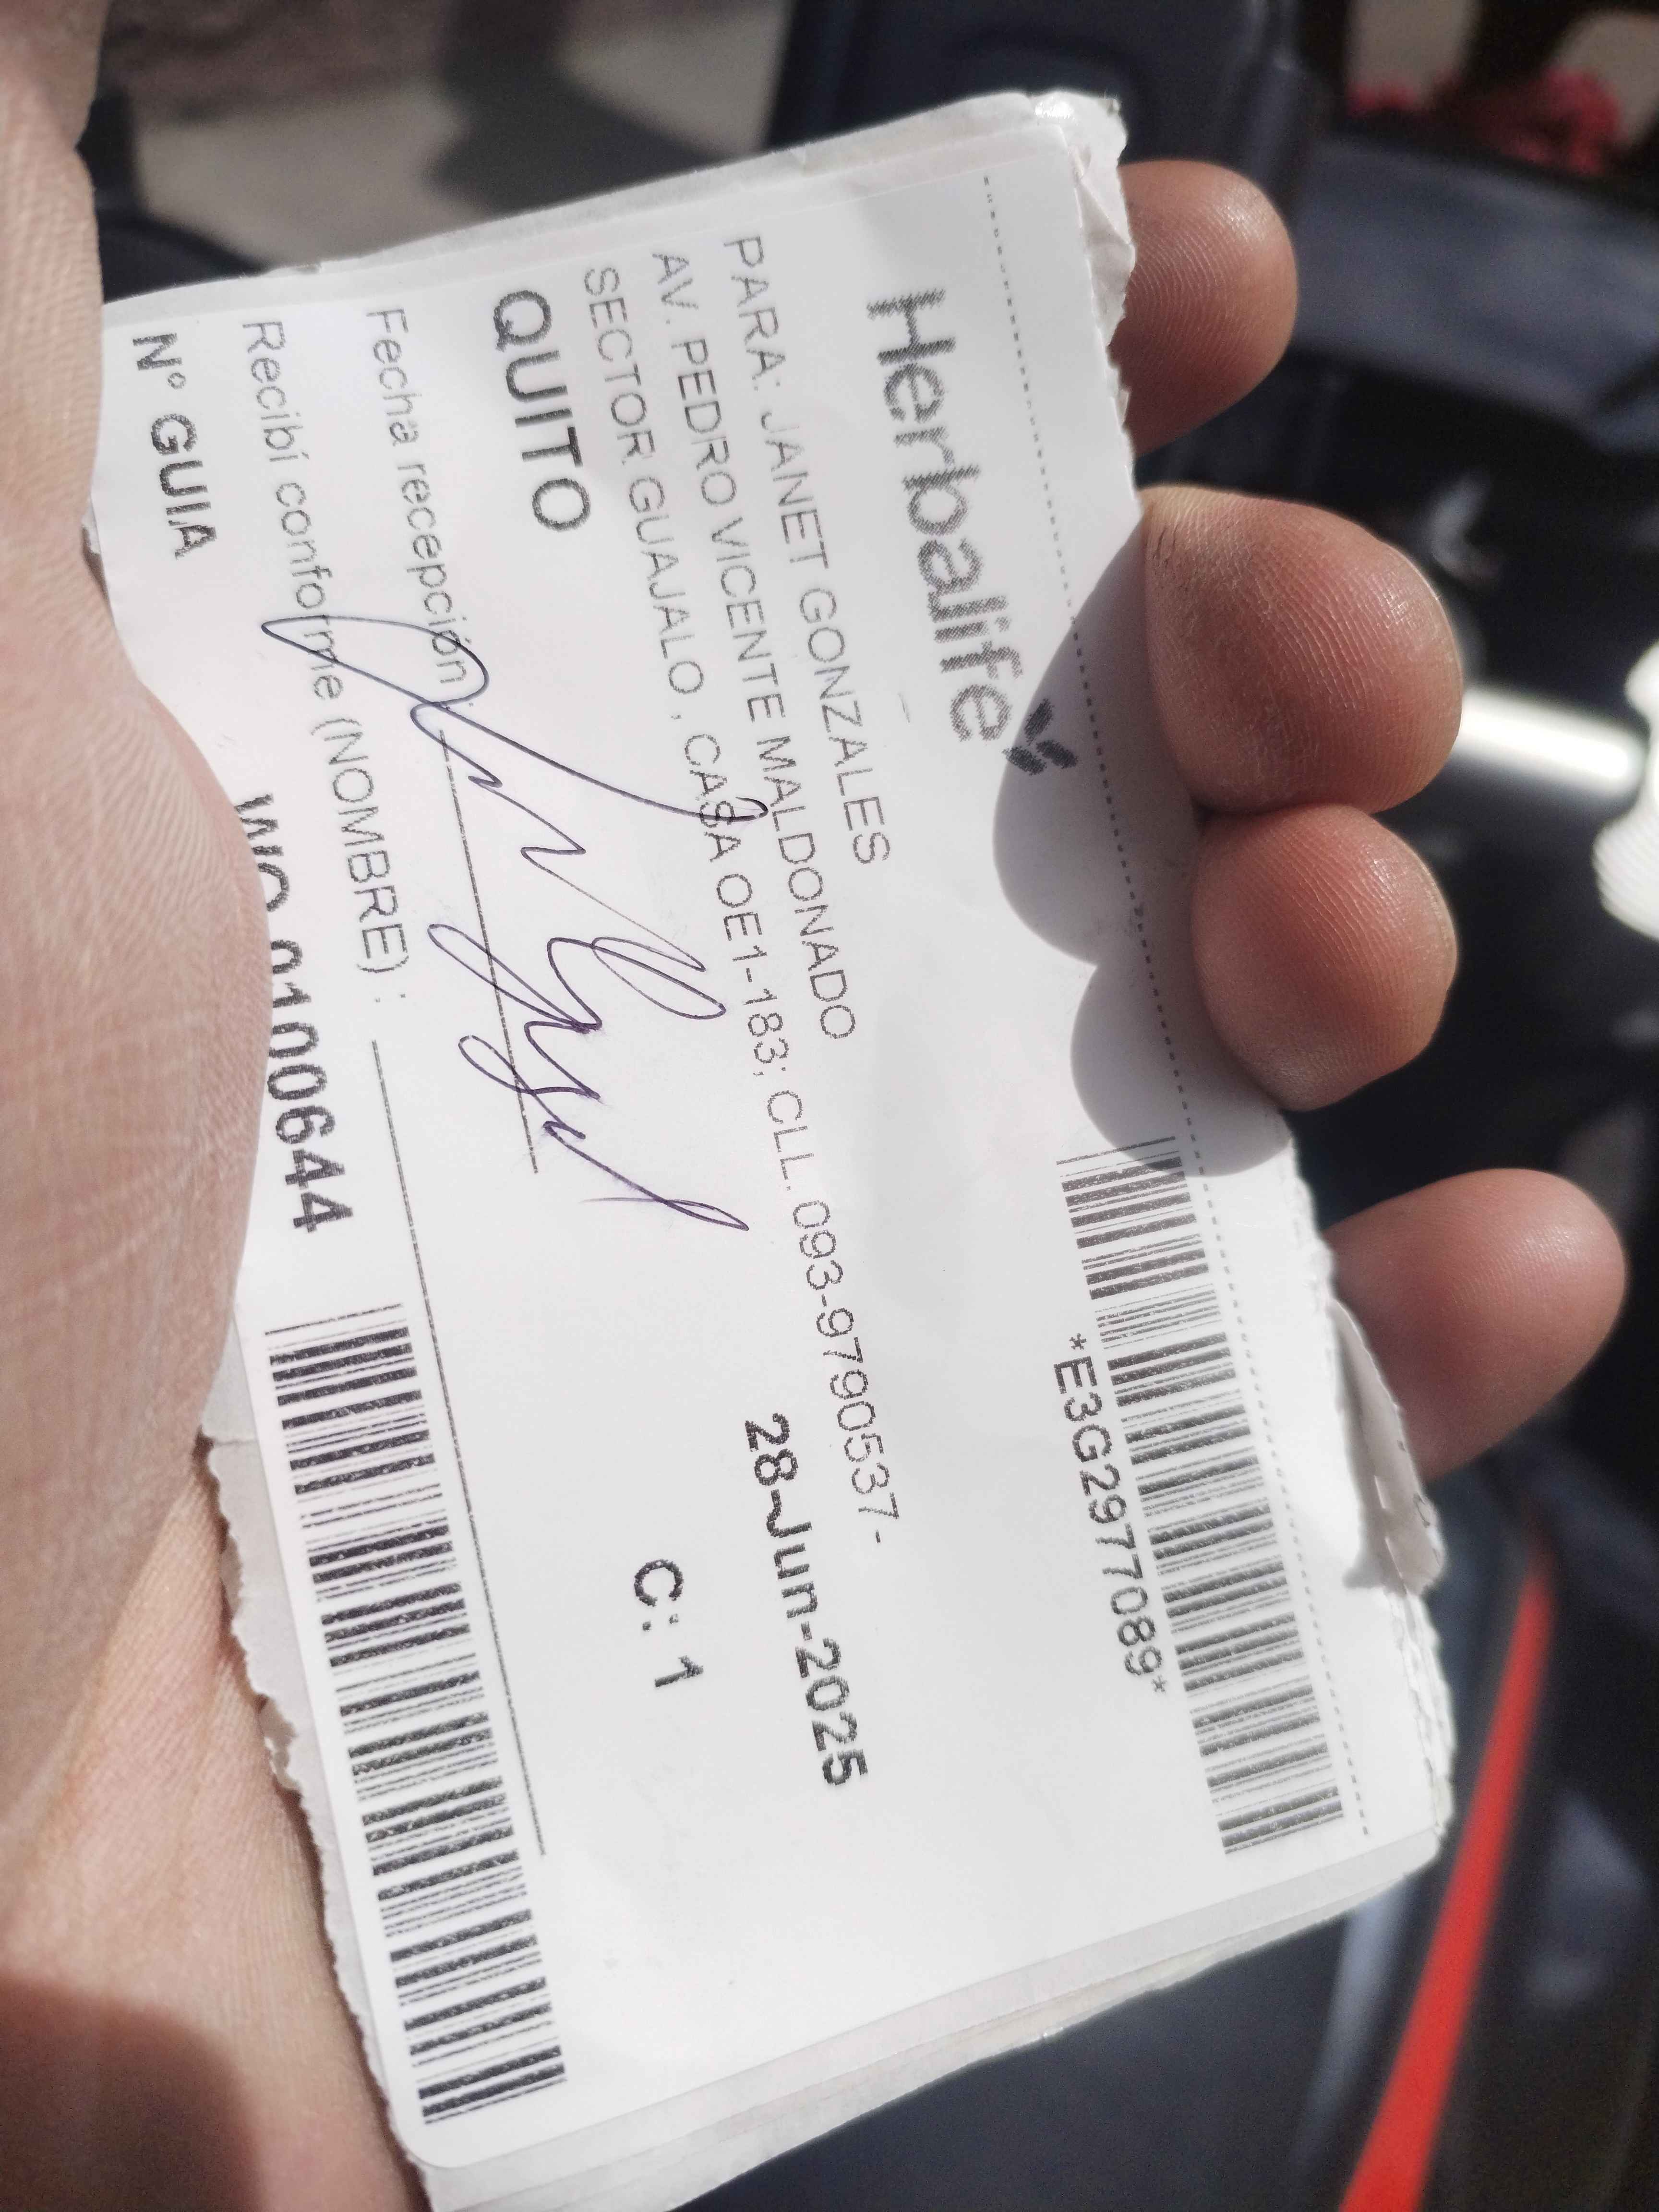 Herbalife
*E3G2977089*
PARA: JANET GONZALES
AV. PEDRO VICENTE MALDONADO
SECTOR GUAJALO , CASA OE1-183; CLL. 093-9790537-
QUITO
28-Jun-2025
C: 1
Fecha recepción
Recibí conforme (NOMBRE) :
N° GUIA
0100644